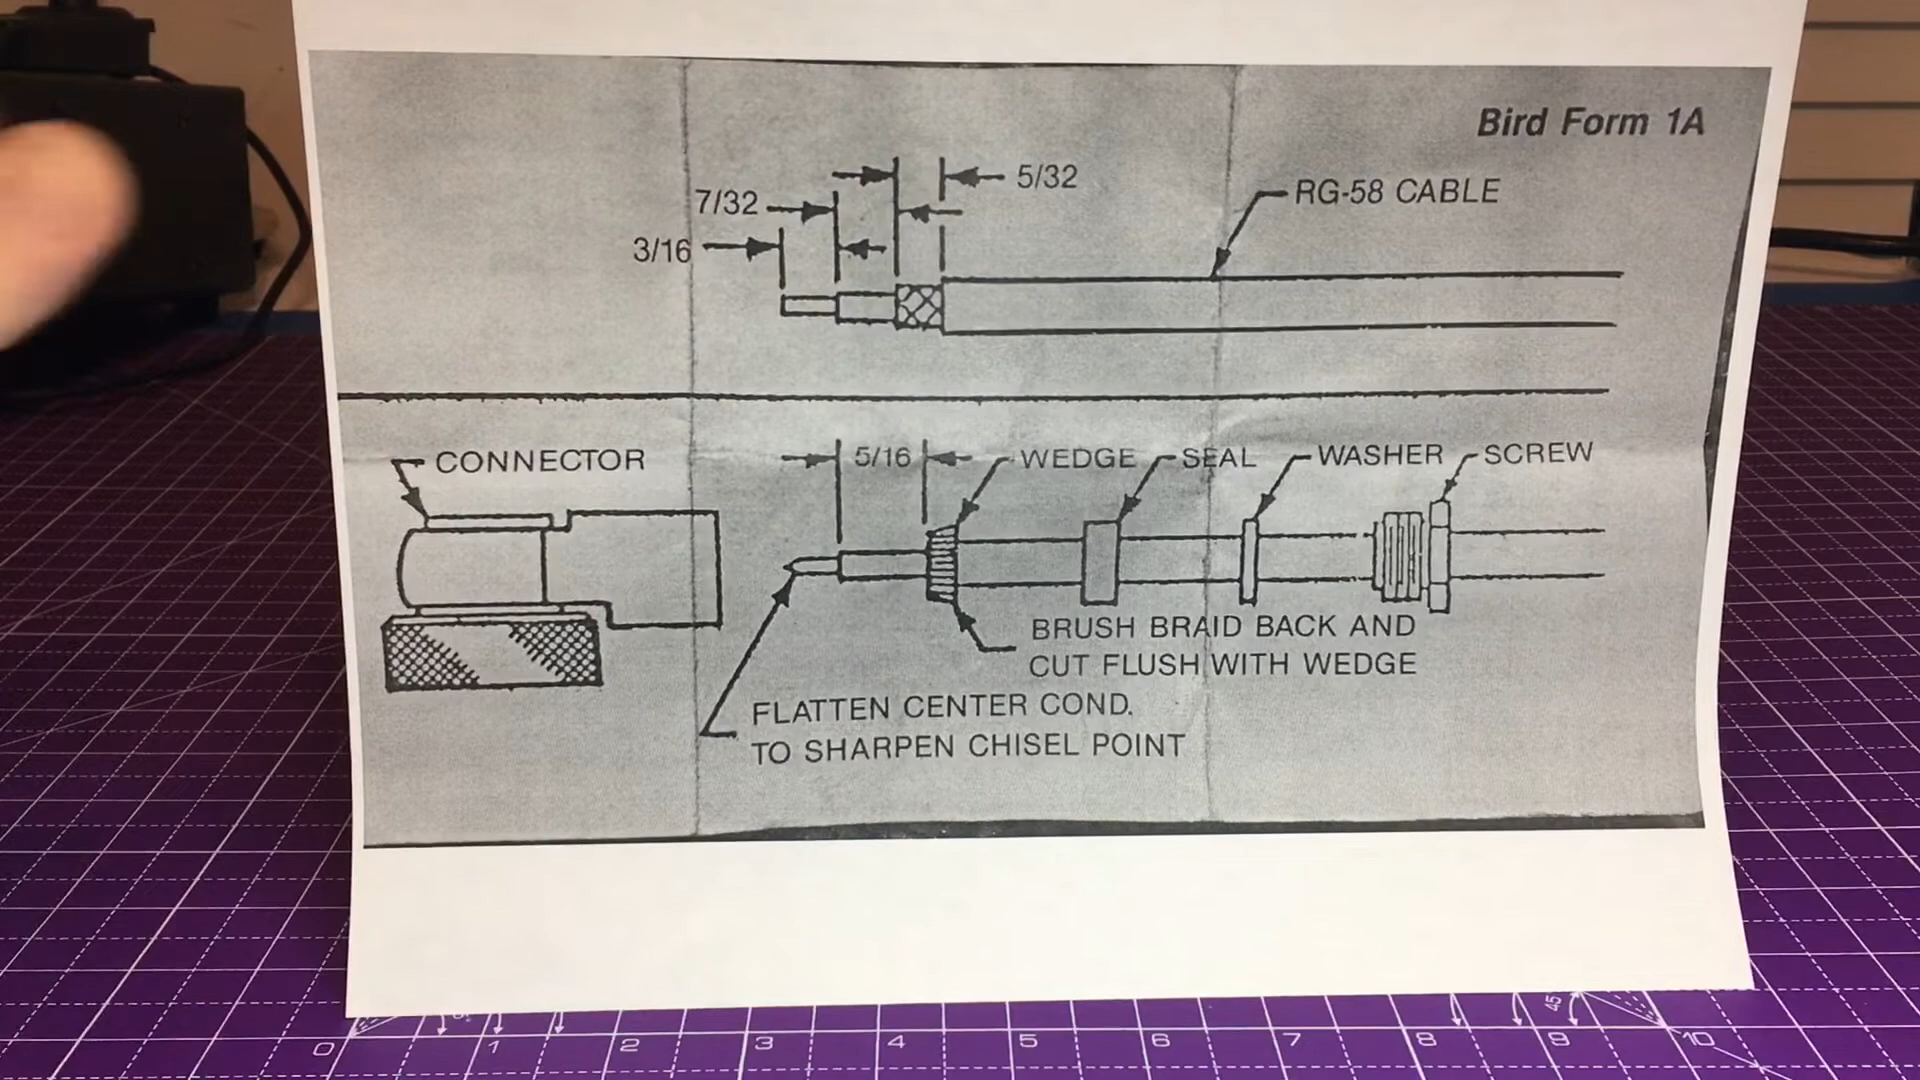 Bird Form 1A
5/32
7/32
RG-58 CABLE
3/16
CONNECTOR
5/16
WEDGE
SEAL
WASHER
SCREW
BRUSH BRAID BACK AND
CUT FLUSH WITH WEDGE
FLATTEN CENTER COND.
TO SHARPEN CHISEL POINT
45°
0 1 2 3 4 5 6 7 8 9 10